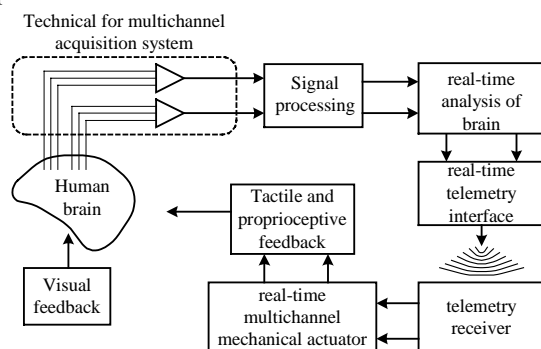 Technical for multichannel
acquisition system
Signal
processing
real-time
analysis of
brain
Human
brain
Tactile and
proprioceptive
feedback
real-time
telemetry
interface
Visual
feedback
real-time
multichannel
mechanical actuator
telemetry
receiver